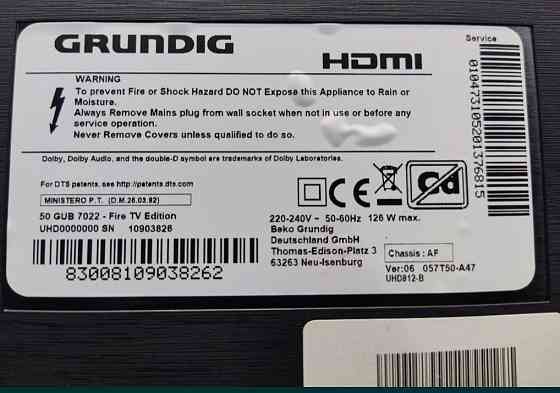 GRUNDIG
HDMI
Service
WARNING
To prevent Fire or Shock Hazard DO NOT Expose this Appliance to Rain or
Moisture.
Always Remove Mains plug from wall socket when not in use or before any
service operation.
Never Remove Covers unless qualified to do so.
Dolby, Dolby Audio, and the double-D symbol are trademarks of Dolby Laboratories.
For DTS patents, see http://patents.dts.com
MINISTERO P.T. (D.M.26.03.92)
50 GUB 7022 - Fire TV Edition
UHD0000000 SN 10903826
83008109038262
CE
Cd
220-240V ~ 50-60Hz 126 W max.
Beko Grundig
Deutschland GmbH
Thomas-Edison-Platz 3
63263 Neu-Isenburg
Chassis : AF
Ver:06 057T50-A47
UHD812-B
0104731052013768​15